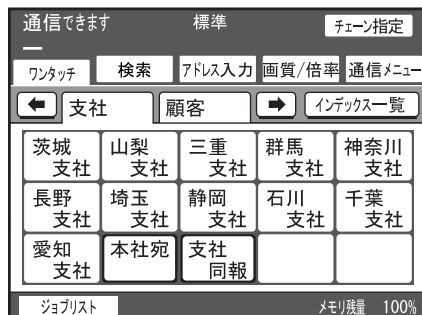 通信できます 標準 チェーン指定
ワンタッチ 検索 アドレス入力 画質/倍率 通信メニュー
支社 顧客 インデックス一覧
茨城 山梨 三重 群馬 神奈川
支社 支社 支社 支社 支社
長野 埼玉 静岡 石川 千葉
支社 支社 支社 支社 支社
愛知 本社宛 支社
支社 同報
ジョブリスト メモリ残量 100%